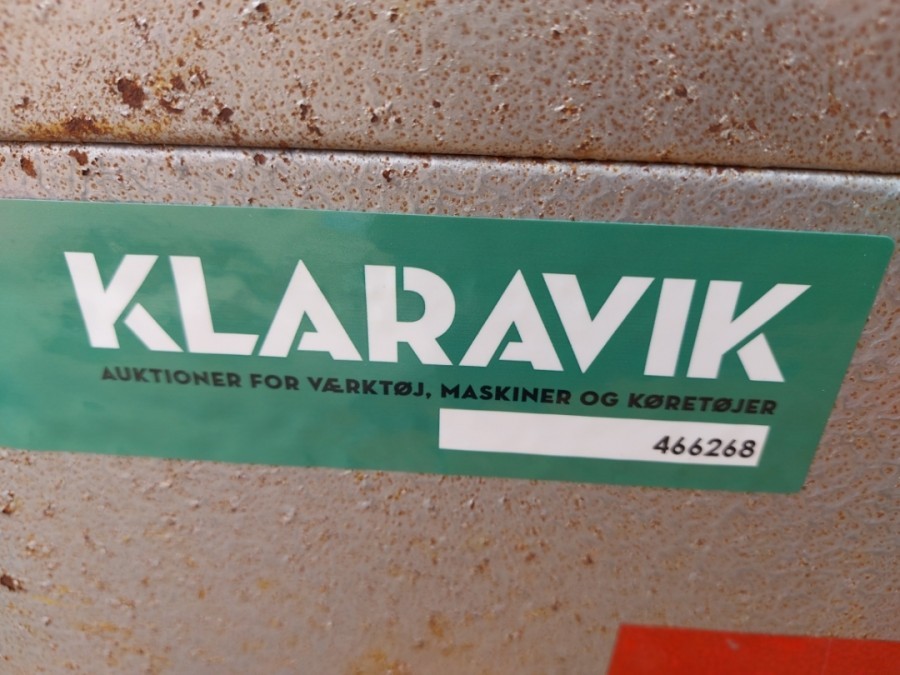 KLARAVIK
AUKTIONER FOR VÆRKTØJ, MASKINER OG KØRETØJER
466268